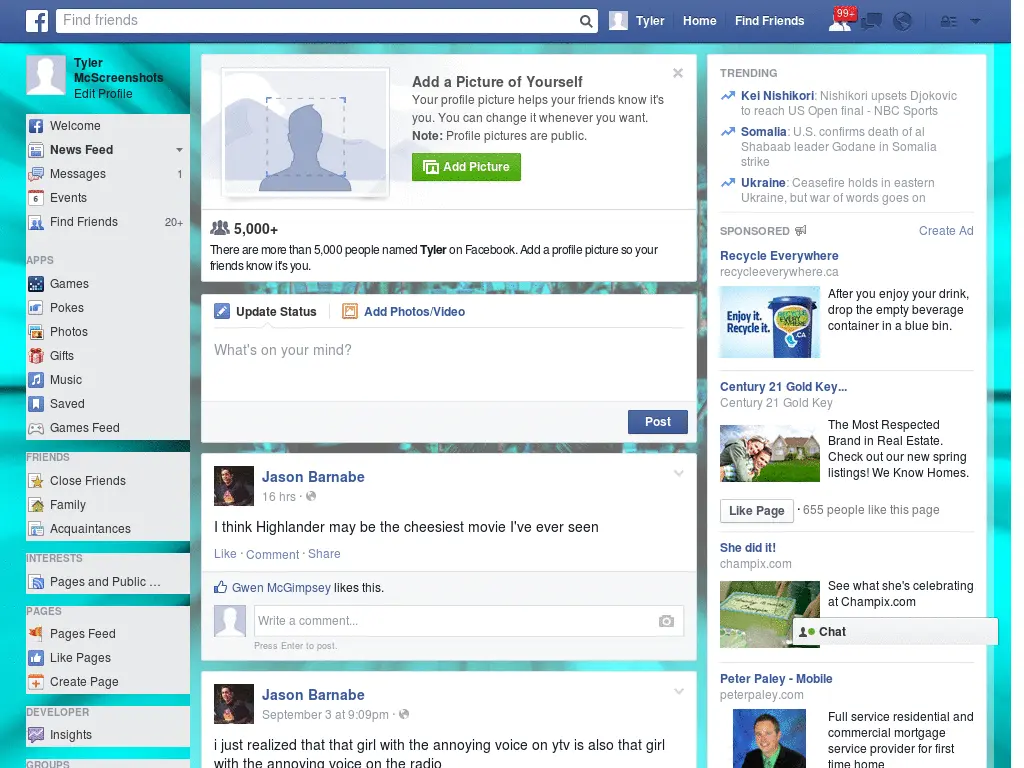 Find friends
Tyler
Home
Find Friends
99+
Tyler
McScreenshots
Edit Profile
Welcome
News Feed
Messages 1
6 Events
Find Friends 20+
APPS
Games
Pokes
Photos
Gifts
Music
Saved
Games Feed
FRIENDS
Close Friends
Family
Acquaintances
INTERESTS
Pages and Public ...
PAGES
Pages Feed
Like Pages
Create Page
DEVELOPER
Insights
GROUPS
Add a Picture of Yourself
Your profile picture helps your friends know it's
you. You can change it whenever you want.
Note: Profile pictures are public.
Add Picture
5,000+
There are more than 5,000 people named Tyler on Facebook. Add a profile picture so your
friends know it's you.
Update Status
Add Photos/Video
What's on your mind?
Post
Jason Barnabe
16 hrs ·
I think Highlander may be the cheesiest movie I've ever seen
Like · Comment · Share
Gwen McGimpsey likes this.
Write a comment...
Press Enter to post.
Jason Barnabe
September 3 at 9:09pm ·
i just realized that that girl with the annoying voice on ytv is also that girl
with the annoying voice on the radio
TRENDING
Kei Nishikori: Nishikori upsets Djokovic
to reach US Open final - NBC Sports
Somalia: U.S. confirms death of al
Shabaab leader Godane in Somalia
strike
Ukraine: Ceasefire holds in eastern
Ukraine, but war of words goes on
SPONSORED
Create Ad
Recycle Everywhere
recycleeverywhere.ca
Enjoy it.
Recycle it.
RECYCLE
EVERYWHERE
.CA
After you enjoy your drink,
drop the empty beverage
container in a blue bin.
Century 21 Gold Key...
Century 21 Gold Key
The Most Respected
Brand in Real Estate.
Check out our new spring
listings! We Know Homes.
Like Page · 655 people like this page
She did it!
champix.com
See what she's celebrating
at Champix.com
Chat
Peter Paley - Mobile
peterpaley.com
Full service residential and
commercial mortgage
service provider for first
time home